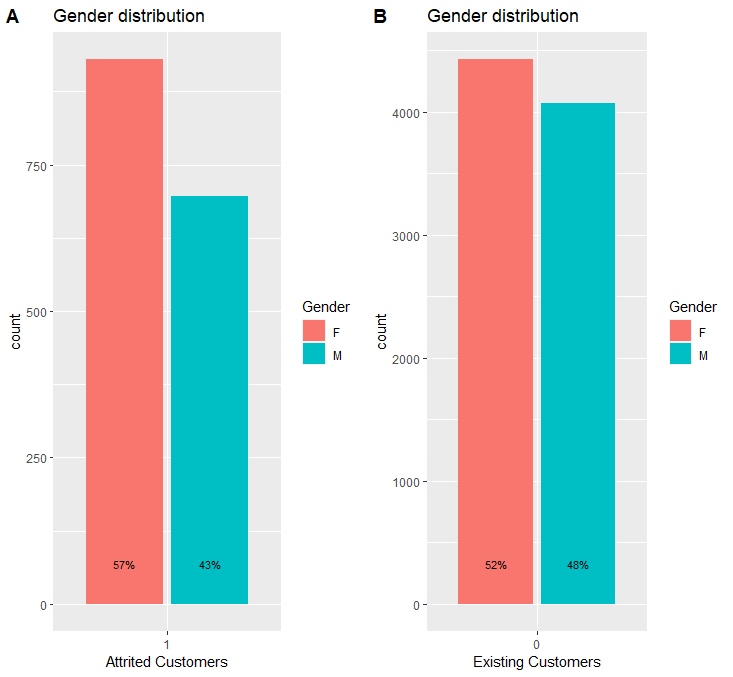 A
Gender distribution
count
750
500
250
0
57%
43%
1
Attrited Customers
Gender
F
M
B
Gender distribution
count
4000
3000
2000
1000
0
52%
48%
0
Existing Customers
Gender
F
M